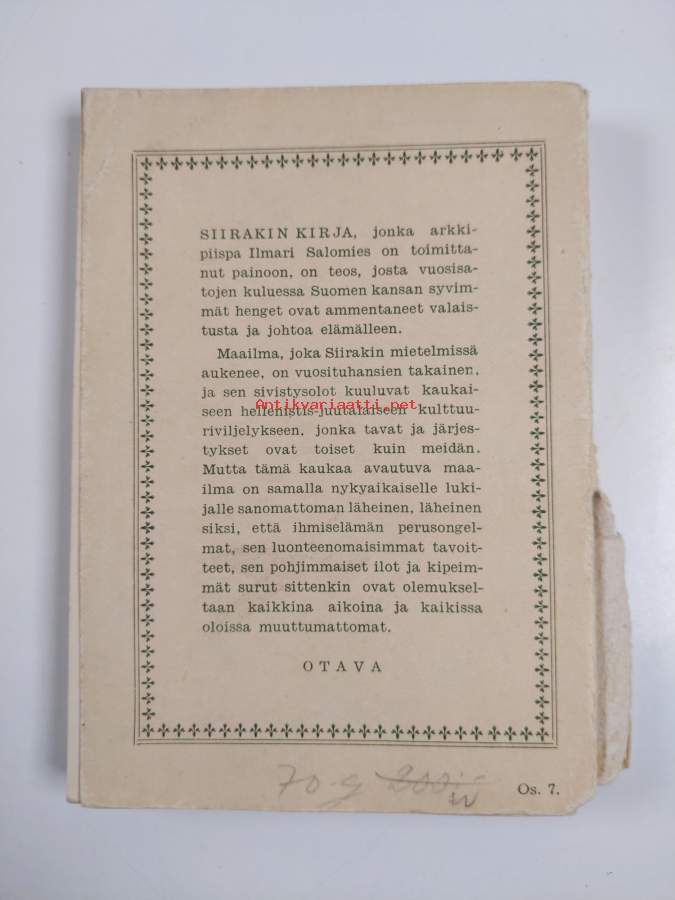 SIIRAKIN KIRJA, jonka arkki-
piispa Ilmari Salomies on toimitta-
nut painoon, on teos, josta vuosisa-
tojen kuluessa Suomen kansan syvim-
mät henget ovat ammentaneet valais-
tusta ja johtoa elämälleen.
Maailma, joka Siirakin mietelmissä
aukenee, on vuosituhansien takainen,
ja sen sivistysolot kuuluvat kaukai-
Antikvariaatti.net
seen hellenistis-juutalaiseen kulttuu-
riviljelykseen, jonka tavat ja järjes-
tykset ovat toiset kuin meidän.
Mutta tämä kaukaa avautuva maa-
ilma on samalla nykyaikaiselle luki-
jalle sanomattoman läheinen, läheinen
siksi, että ihmiselämän perusongel-
mat, sen luonteenomaisimmat tavoit-
teet, sen pohjimmaiset ilot ja kipeim-
mät surut sittenkin ovat olemuksel-
taan kaikkina aikoina ja kaikissa
oloissa muuttumattomat.
OTAVA
70
Os. 7.